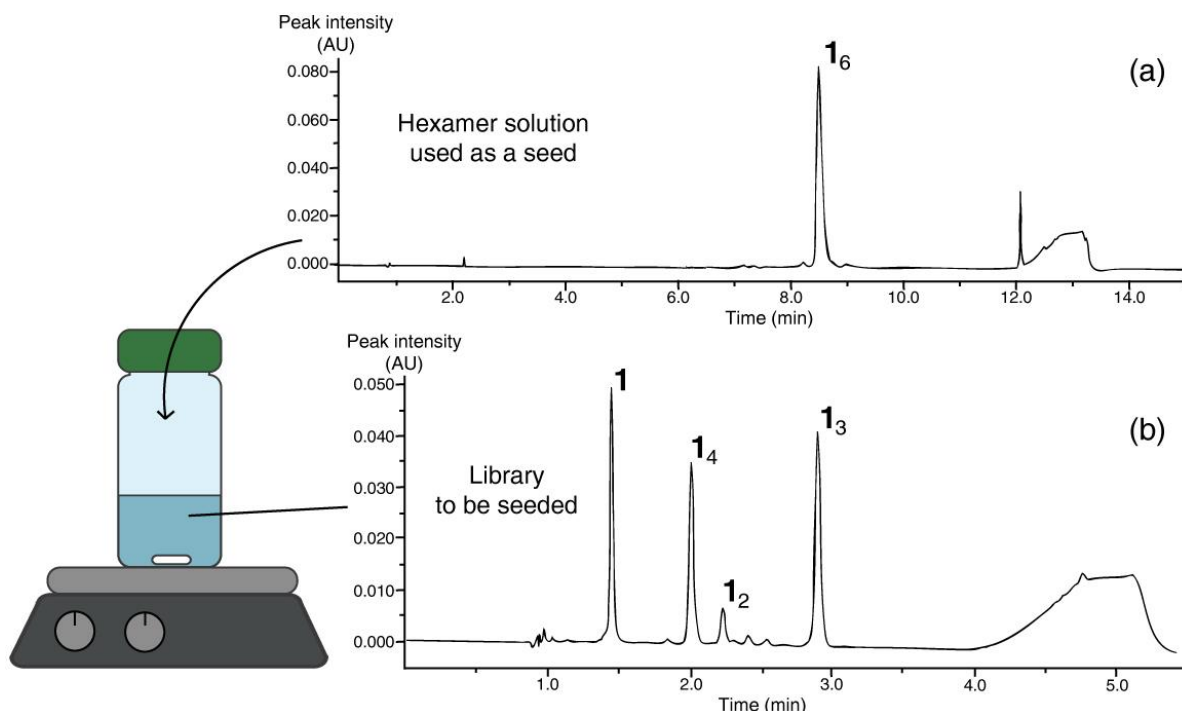 Peak intensity
(AU)
(a)
1₆
0.080
0.060
0.040
0.020
0.000
Hexamer solution
used as a seed
2.0 4.0 6.0 8.0 10.0 12.0 14.0
Time (min)
Peak intensity
(AU)
(b)
0.050
0.040
0.030
0.020
0.010
0.000
1
1₄
1₂
1₃
Library
to be seeded
1.0 2.0 3.0 4.0 5.0
Time (min)